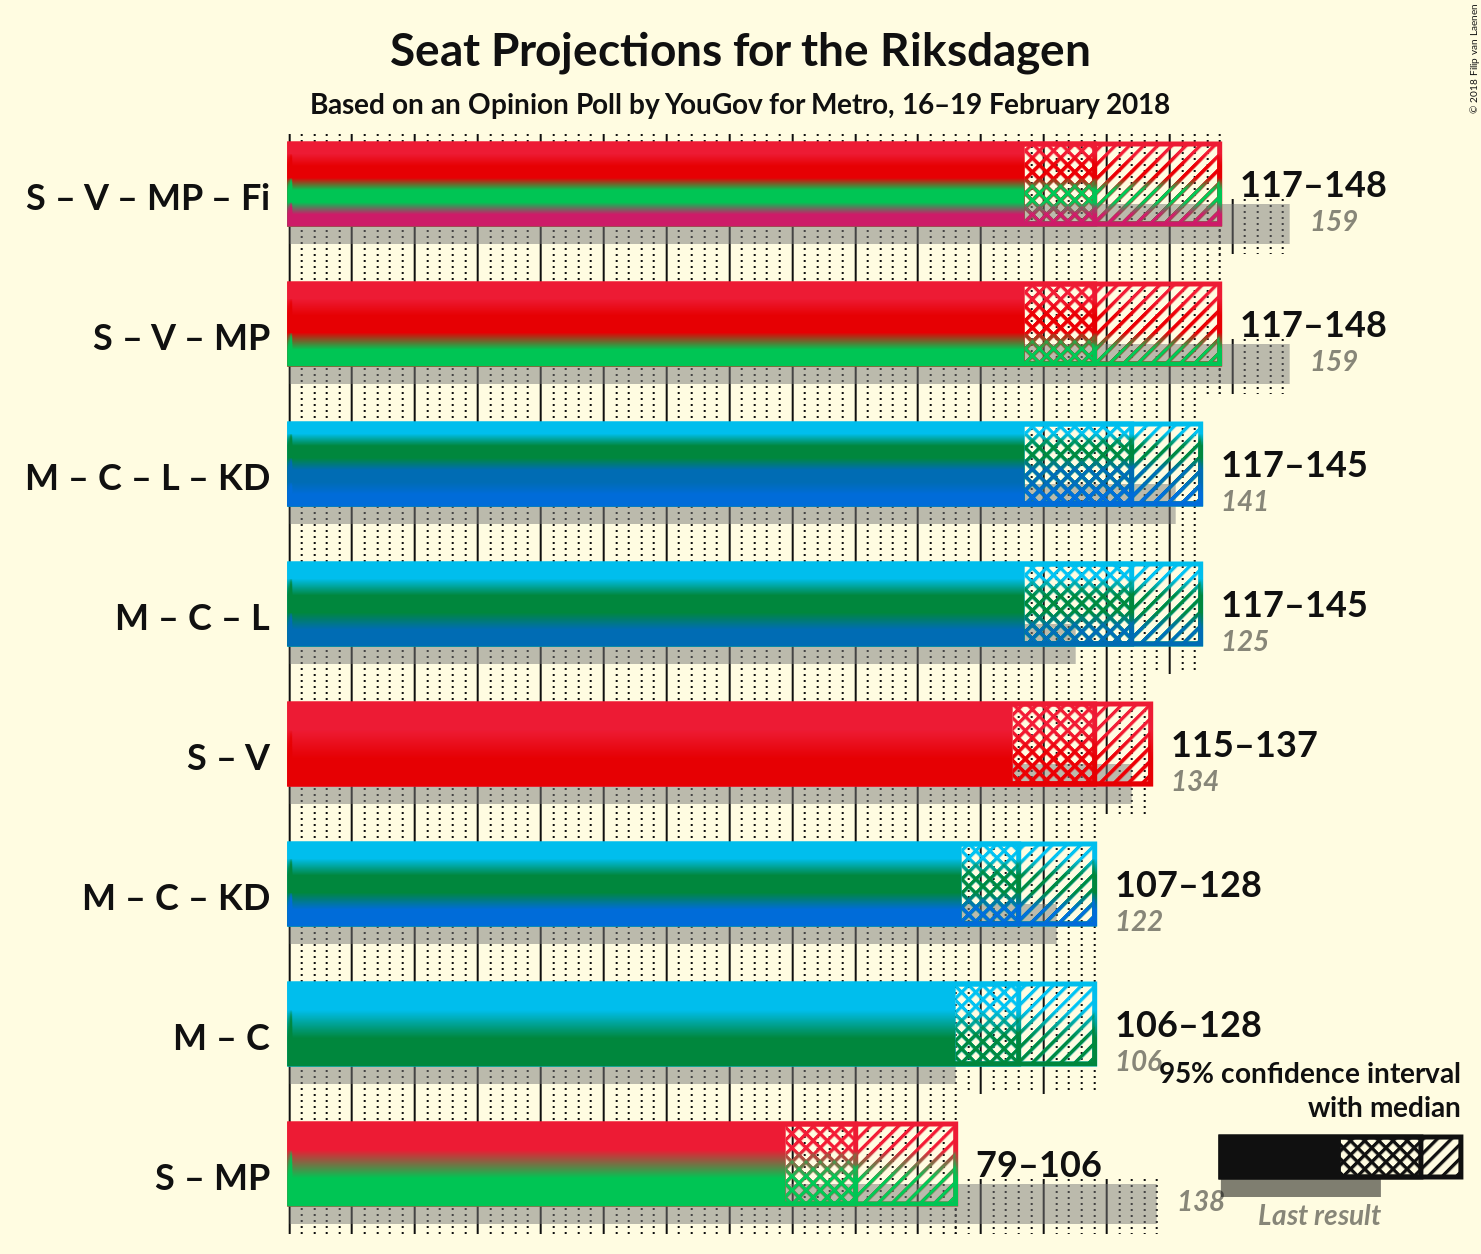 Seat Projections for the Riksdagen
Based on an Opinion Poll by YouGov for Metro, 16–19 February 2018
© 2018 Filip van Laenen
S – V – MP – Fi
117–148
159
S – V – MP
117–148
159
M – C – L – KD
117–145
141
M – C – L
117–145
125
S – V
115–137
134
M – C – KD
107–128
122
M – C
106–128
106
S – MP
79–106
138
95% confidence interval
with median
Last result